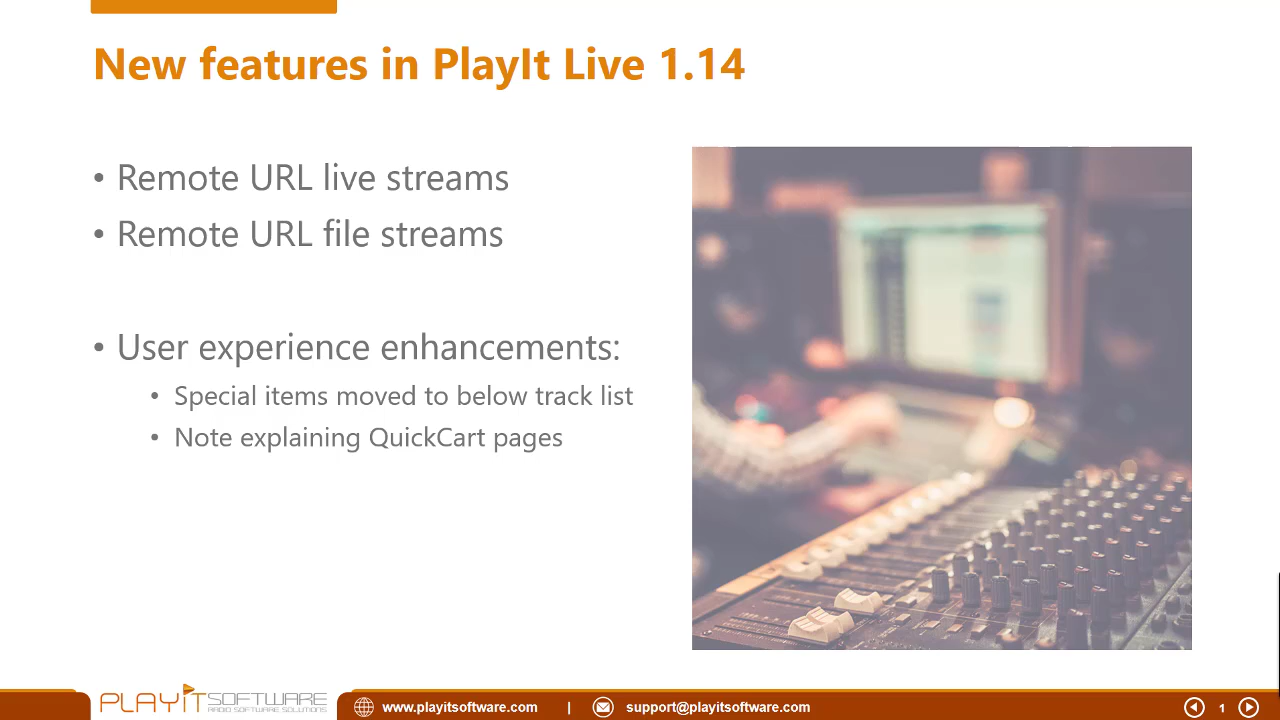 New features in PlayIt Live 1.14
• Remote URL live streams
• Remote URL file streams
• User experience enhancements:
• Special items moved to below track list
• Note explaining QuickCart pages
PLAYITSOFTWARE
RADIO SOFTWARE SOLUTIONS
www.playitsoftware.com | support@playitsoftware.com 1